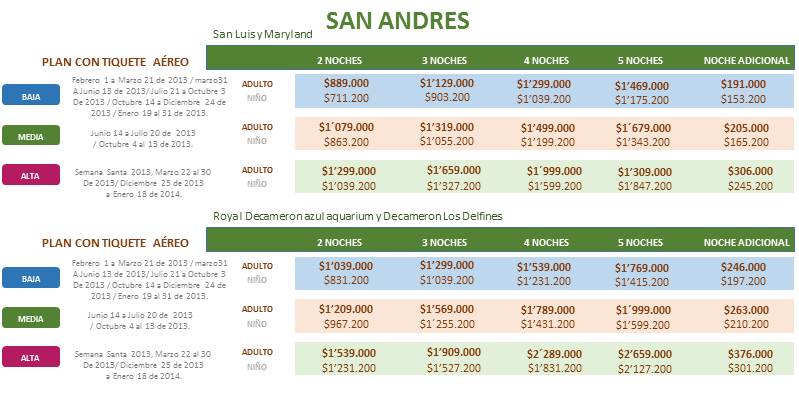 SAN ANDRES
San Luis y Maryland
PLAN CON TIQUETE AÉREO 2 NOCHES 3 NOCHES 4 NOCHES 5 NOCHES NOCHE ADICIONAL
BAJA
Febrero 1 a Marzo 21 de 2013 / marzo31
A Junio 13 de 2013/ Julio 21 a Octubre 3
De 2013 / Octubre 14 a Diciembre 24 de
2013 / Enero 19 al 31 de 2013.
ADULTO $889.000 $1'129.000 $1'299.000 $1'469.000 $191.000
NIÑO $711.200 $903.200 $1'039.200 $1'175.200 $153.200
MEDIA
Junio 14 a Julio 20 de 2013
/ Octubre 4 al 13 de 2013.
ADULTO $1´079.000 $1'319.000 $1'499.000 $1´679.000 $205.000
NIÑO $863.200 $1'055.200 $1'199.200 $1'343.200 $165.200
ALTA
Semana Santa 2013, Marzo 22 al 30
De 2013/ Diciembre 25 de 2013
a Enero 18 de 2014.
ADULTO $1'299.000 $1'659.000 $1´999.000 $1'309.000 $306.000
NIÑO $1'039.200 $1'327.200 $1'599.200 $1'847.200 $245.200
Royal Decameron azul aquarium y Decameron Los Delfines
PLAN CON TIQUETE AÉREO 2 NOCHES 3 NOCHES 4 NOCHES 5 NOCHES NOCHE ADICIONAL
BAJA
Febrero 1 a Marzo 21 de 2013 / marzo31
A Junio 13 de 2013/ Julio 21 a Octubre 3
De 2013 / Octubre 14 a Diciembre 24 de
2013 / Enero 19 al 31 de 2013.
ADULTO $1'039.000 $1'299.000 $1'539.000 $1'769.000 $246.000
NIÑO $831.200 $1'039.200 $1'231.200 $1'415.200 $197.200
MEDIA
Junio 14 a Julio 20 de 2013
/ Octubre 4 al 13 de 2013.
ADULTO $1'209.000 $1'569.000 $1'789.000 $1´999.000 $263.000
NIÑO $967.200 $1´255.200 $1'431.200 $1'599.200 $210.200
ALTA
Semana Santa 2013, Marzo 22 al 30
De 2013/ Diciembre 25 de 2013
a Enero 18 de 2014.
ADULTO $1'539.000 $1'909.000 $2´289.000 $2'659.000 $376.000
NIÑO $1'231.200 $1'527.200 $1'831.200 $2'127.200 $301.200